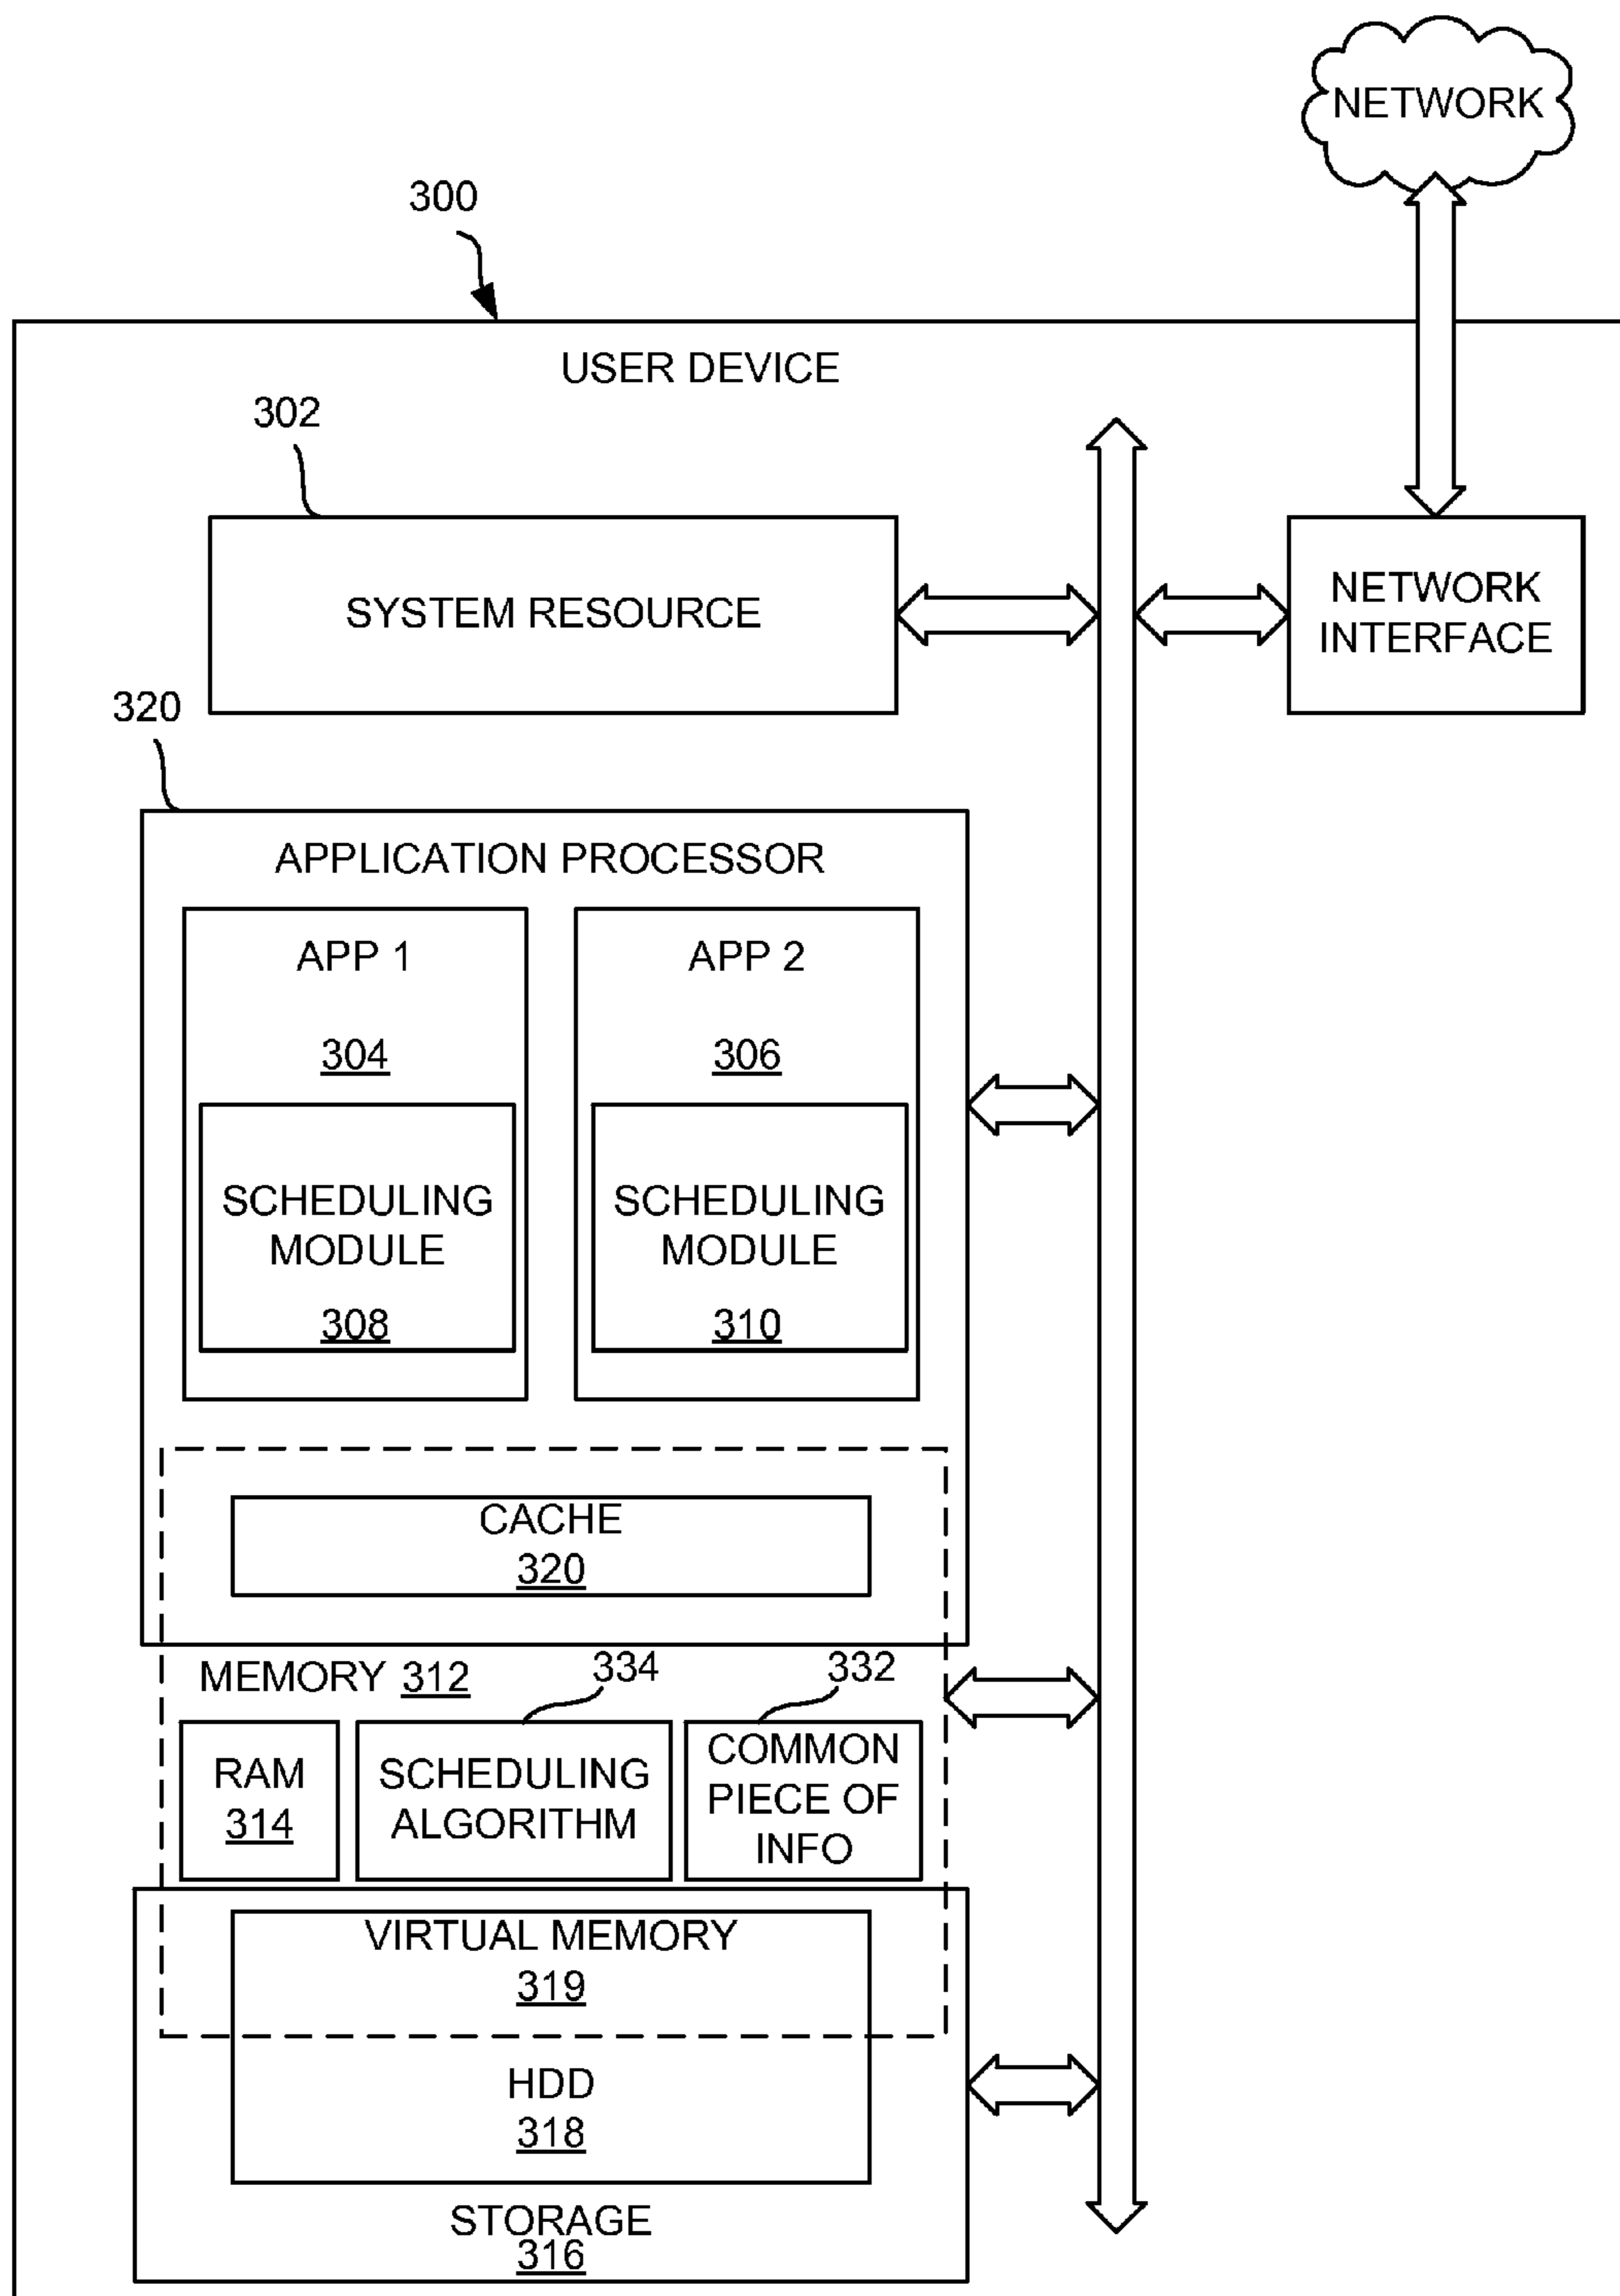 NETWORK
300
USER DEVICE
302
SYSTEM RESOURCE
NETWORK
INTERFACE
320
APPLICATION PROCESSOR
APP 1
304
SCHEDULING
MODULE
308
APP 2
306
SCHEDULING
MODULE
310
CACHE
320
MEMORY 312
334
332
RAM
314
SCHEDULING
ALGORITHM
COMMON
PIECE OF
INFO
VIRTUAL MEMORY
319
HDD
318
STORAGE
316